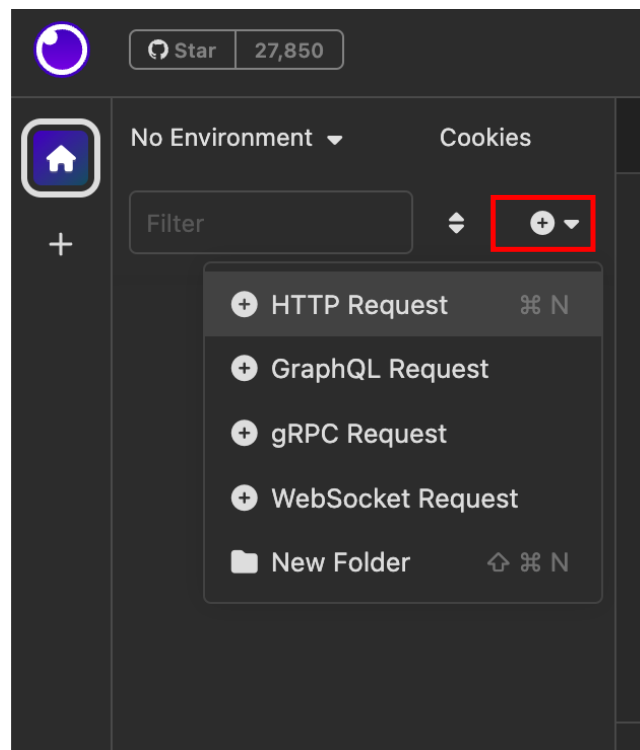 Star 27,850
No Environment Cookies
Filter
HTTP Request ⌘ N
GraphQL Request
gRPC Request
WebSocket Request
New Folder ⇧ ⌘ N